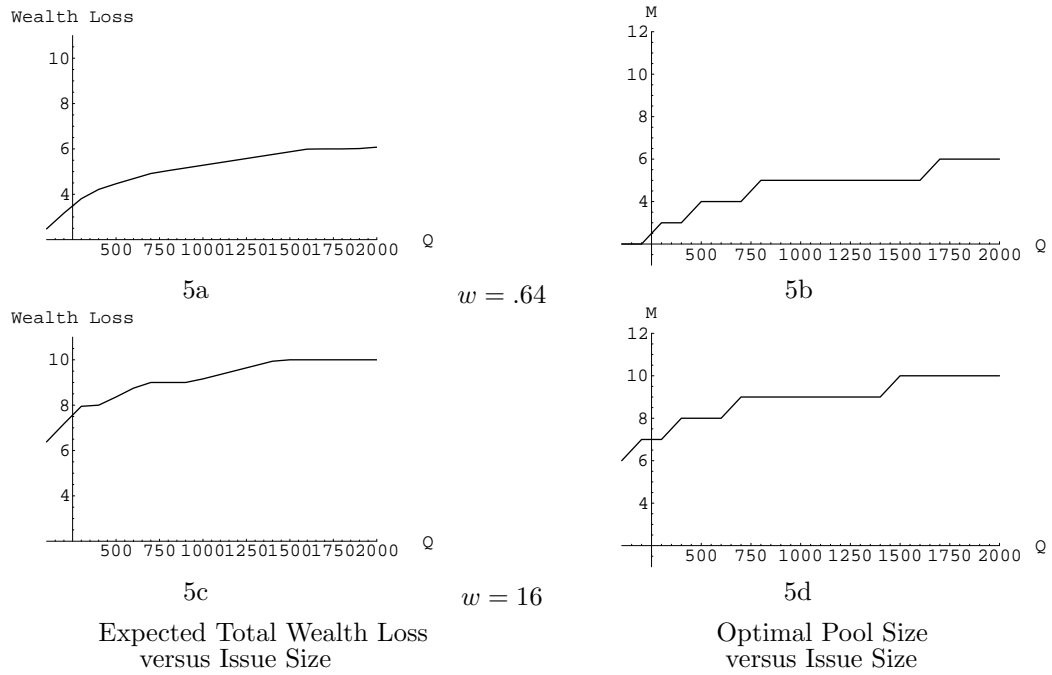 Wealth Loss
10
8
6
4
500 750 1000 1250 1500 1750 2000 Q
5a
M
12
10
8
6
4
500 750 1000 1250 1500 1750 2000 Q
5b
w = .64
Wealth Loss
10
8
6
4
500 750 1000 1250 1500 1750 2000 Q
5c
M
12
10
8
6
4
500 750 1000 1250 1500 1750 2000 Q
5d
w = 16
Expected Total Wealth Loss
versus Issue Size
Optimal Pool Size
versus Issue Size